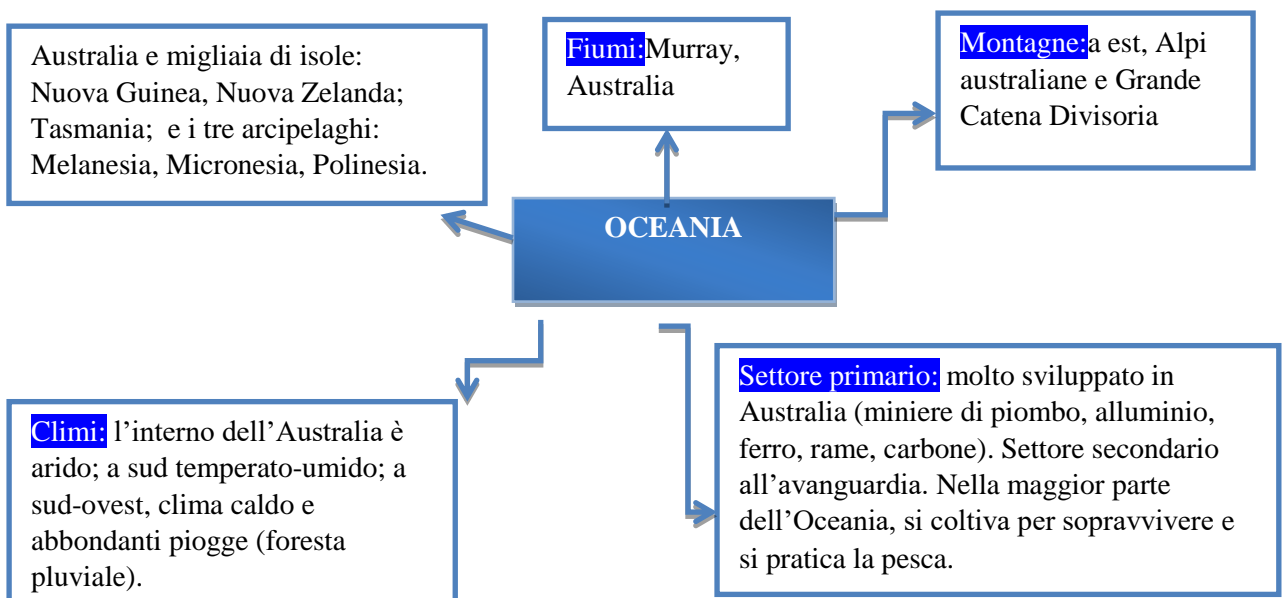 Australia e migliaia di isole:
Nuova Guinea, Nuova Zelanda;
Tasmania;  e i tre arcipelaghi:
Melanesia, Micronesia, Polinesia.
Fiumi:Murray,
Australia
Montagne:a est, Alpi
australiane e Grande
Catena Divisoria
OCEANIA
Climi: l’interno dell’Australia è
arido; a sud temperato-umido; a
sud-ovest, clima caldo e
abbondanti piogge (foresta
pluviale).
Settore primario: molto sviluppato in
Australia (miniere di piombo, alluminio,
ferro, rame, carbone). Settore secondario
all’avanguardia. Nella maggior parte
dell’Oceania, si coltiva per sopravvivere e
si pratica la pesca.